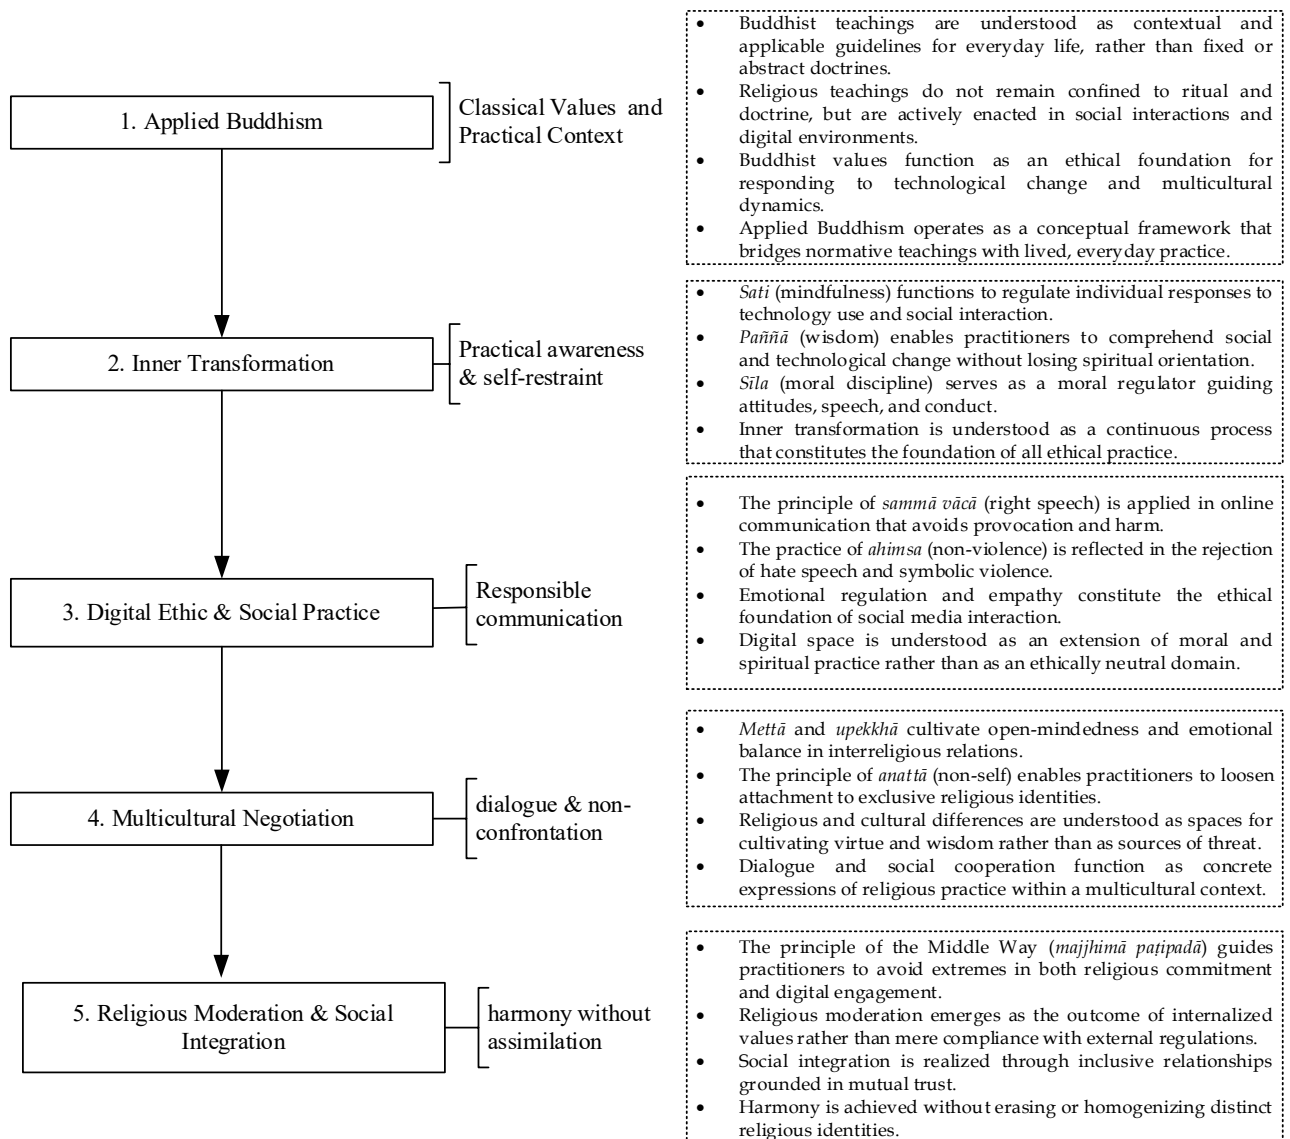 1. Applied Buddhism
Classical Values and
Practical Context
• Buddhist teachings are understood as contextual and
applicable guidelines for everyday life, rather than fixed or
abstract doctrines.
• Religious teachings do not remain confined to ritual and
doctrine, but are actively enacted in social interactions and
digital environments.
• Buddhist values function as an ethical foundation for
responding to technological change and multicultural
dynamics.
• Applied Buddhism operates as a conceptual framework that
bridges normative teachings with lived, everyday practice.
2. Inner Transformation
Practical awareness
& self-restraint
• Sati (mindfulness) functions to regulate individual responses to
technology use and social interaction.
• Paññā (wisdom) enables practitioners to comprehend social
and technological change without losing spiritual orientation.
• Sīla (moral discipline) serves as a moral regulator guiding
attitudes, speech, and conduct.
• Inner transformation is understood as a continuous process
that constitutes the foundation of all ethical practice.
3. Digital Ethic & Social Practice
Responsible
communication
• The principle of sammā vācā (right speech) is applied in online
communication that avoids provocation and harm.
• The practice of ahimsa (non-violence) is reflected in the rejection
of hate speech and symbolic violence.
• Emotional regulation and empathy constitute the ethical
foundation of social media interaction.
• Digital space is understood as an extension of moral and
spiritual practice rather than as an ethically neutral domain.
4. Multicultural Negotiation
dialogue & non-
confrontation
• Mettā and upekkhā cultivate open-mindedness and emotional
balance in interreligious relations.
• The principle of anattā (non-self) enables practitioners to loosen
attachment to exclusive religious identities.
• Religious and cultural differences are understood as spaces for
cultivating virtue and wisdom rather than as sources of threat.
• Dialogue and social cooperation function as concrete
expressions of religious practice within a multicultural context.
5. Religious Moderation & Social
Integration
harmony without
assimilation
• The principle of the Middle Way (majjhimā paṭipadā) guides
practitioners to avoid extremes in both religious commitment
and digital engagement.
• Religious moderation emerges as the outcome of internalized
values rather than mere compliance with external regulations.
• Social integration is realized through inclusive relationships
grounded in mutual trust.
• Harmony is achieved without erasing or homogenizing distinct
religious identities.